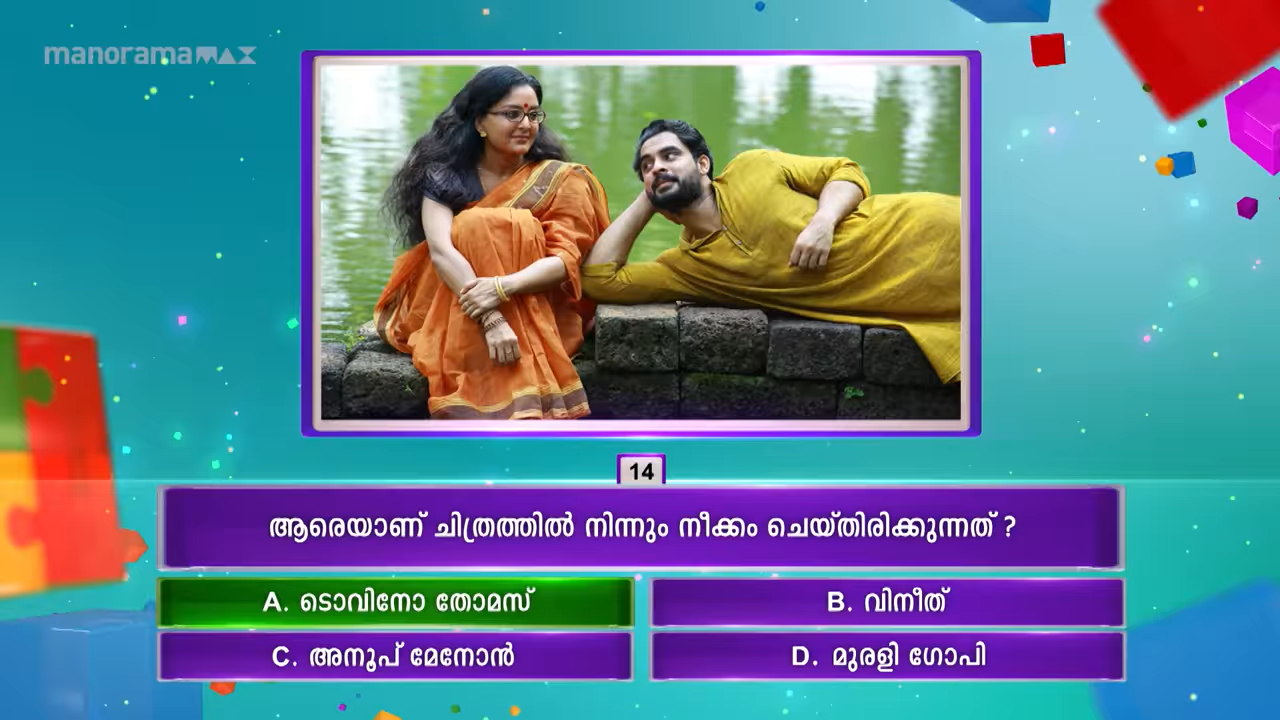 manoramaMAX
14
ആരെയാണ് ചിത്രത്തിൽ നിന്നും നീക്കം ചെയ്തിരിക്കുന്നത് ?
A. ടൊവിനോ തോമസ്
B. വിനീത്
C. അനൂപ് മേനോൻ
D. മുരളി ഗോപി